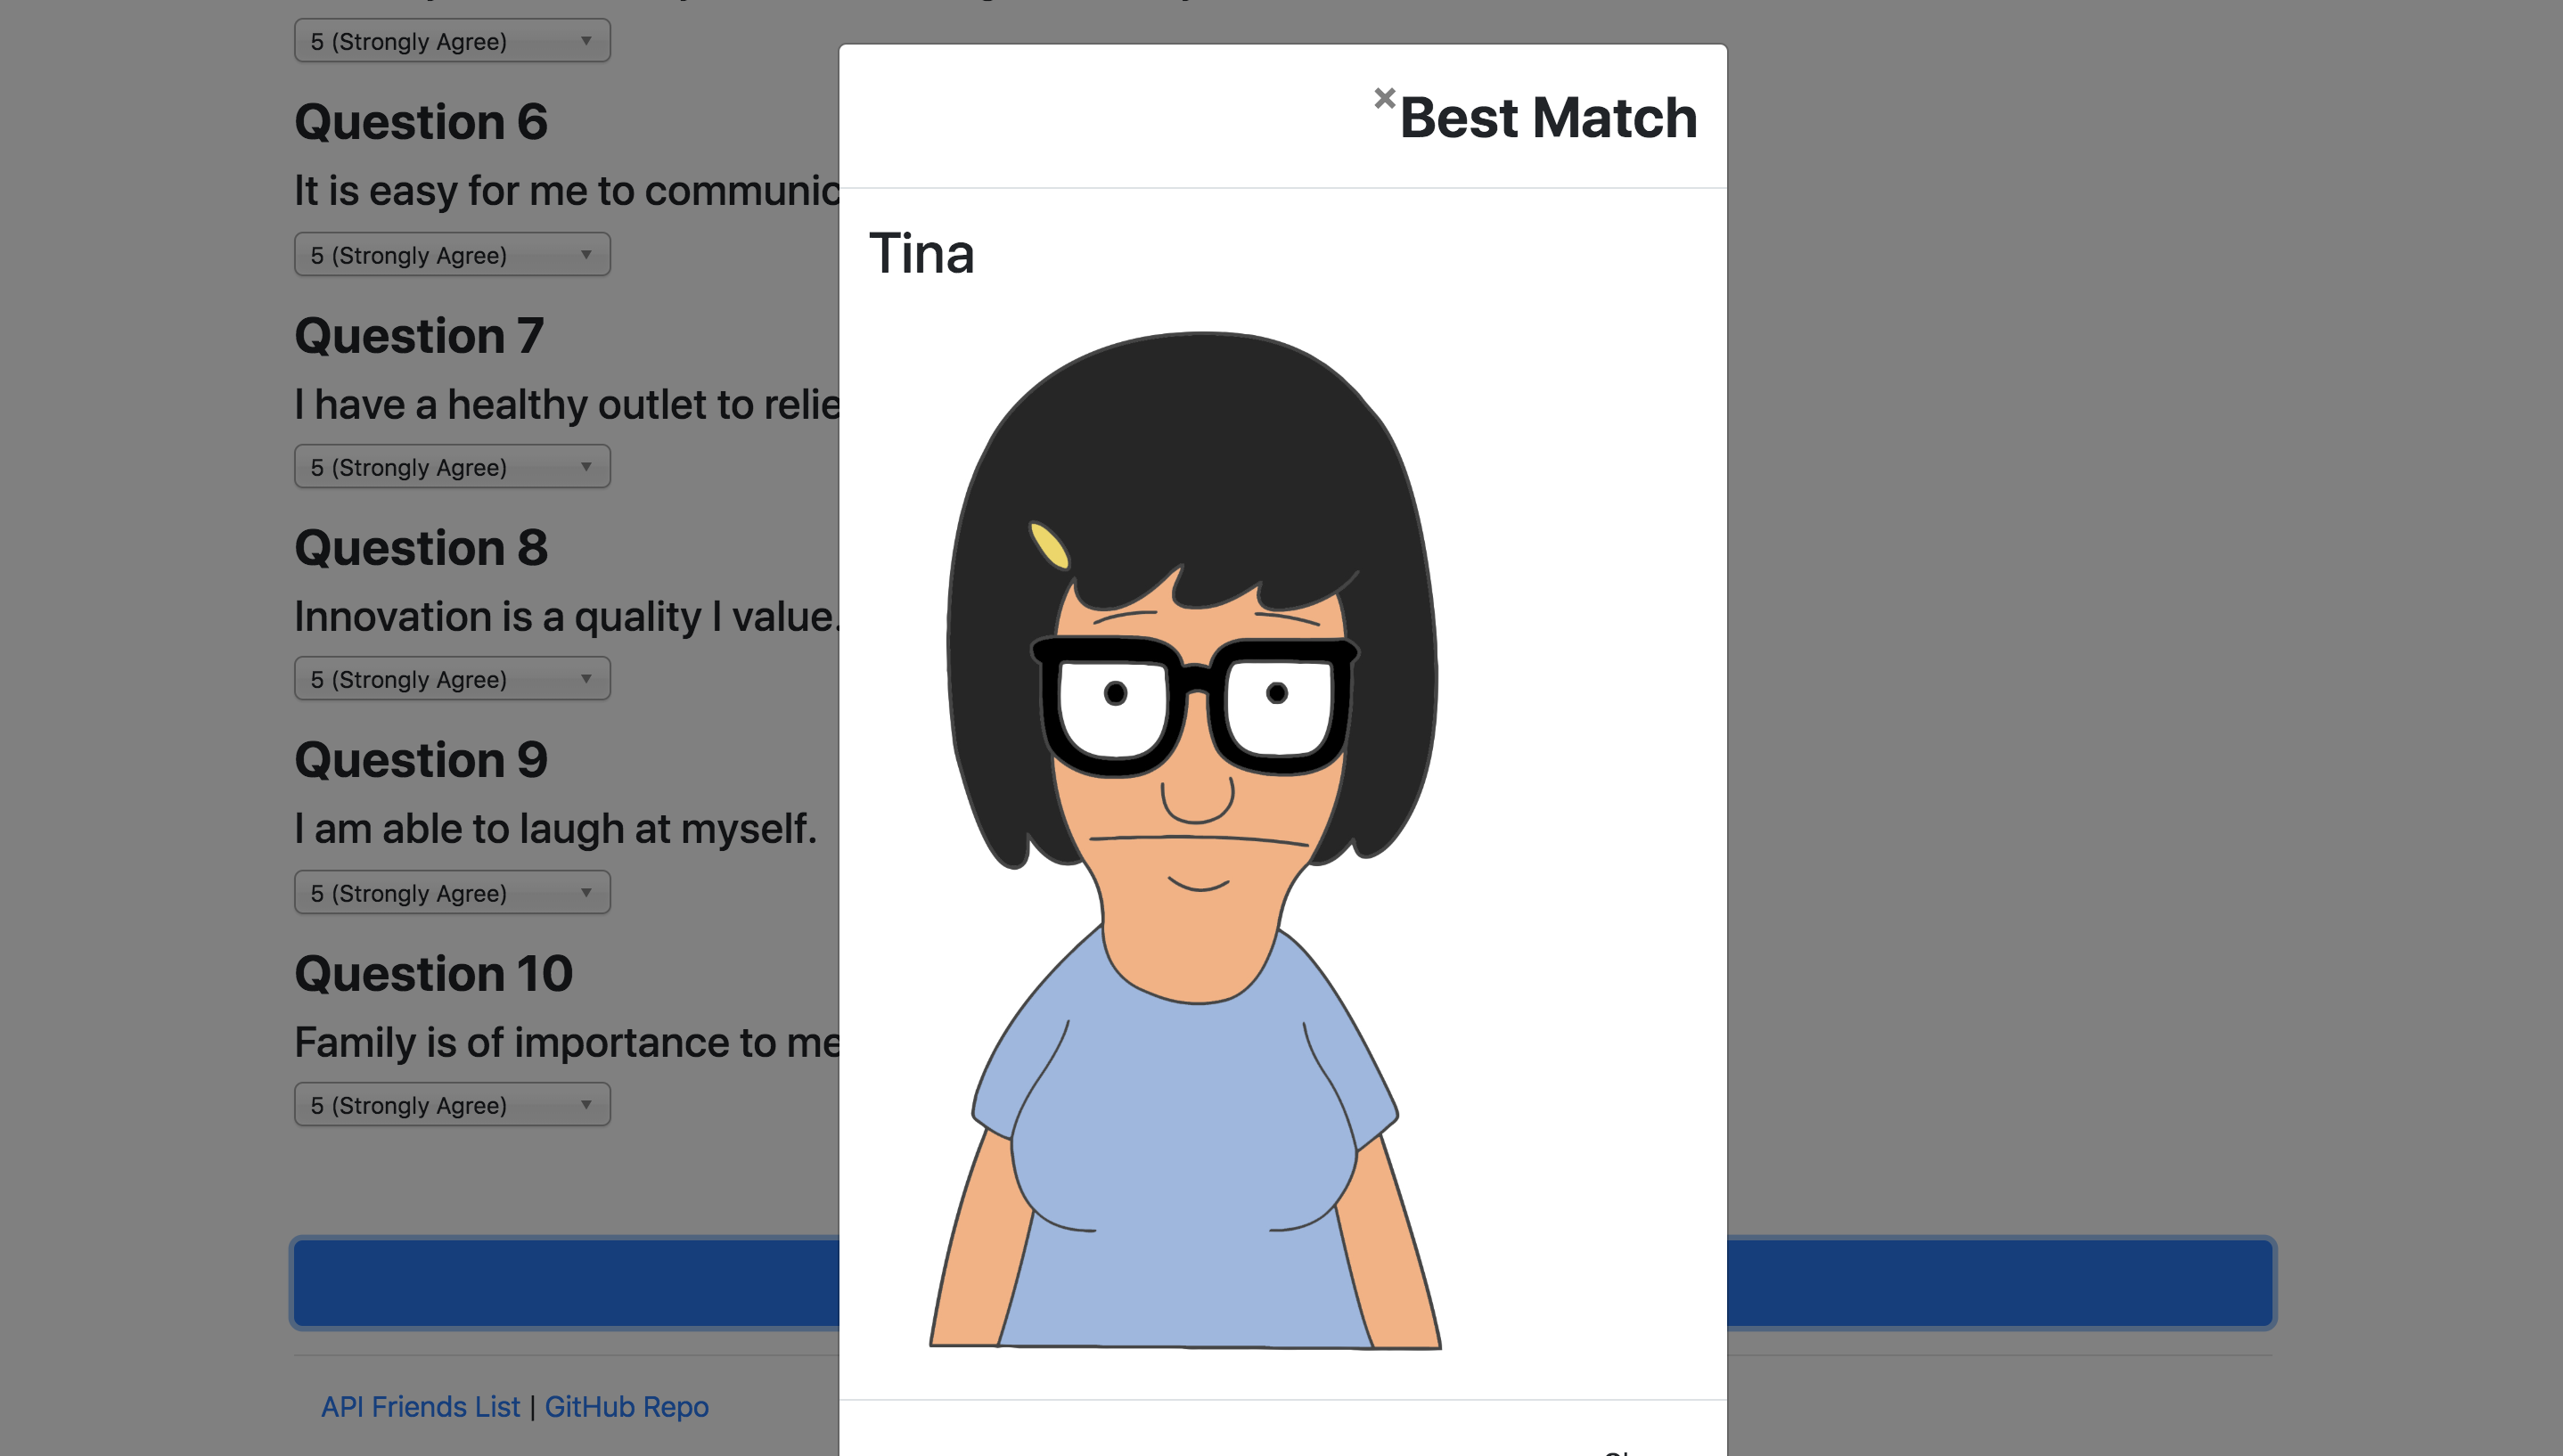 5 (Strongly Agree)
Question 6
It is easy for me to communic
5 (Strongly Agree)
Question 7
I have a healthy outlet to relie
5 (Strongly Agree)
Question 8
Innovation is a quality I value.
5 (Strongly Agree)
Question 9
I am able to laugh at myself.
5 (Strongly Agree)
Question 10
Family is of importance to me
5 (Strongly Agree)
API Friends List | GitHub Repo
×Best Match
Tina